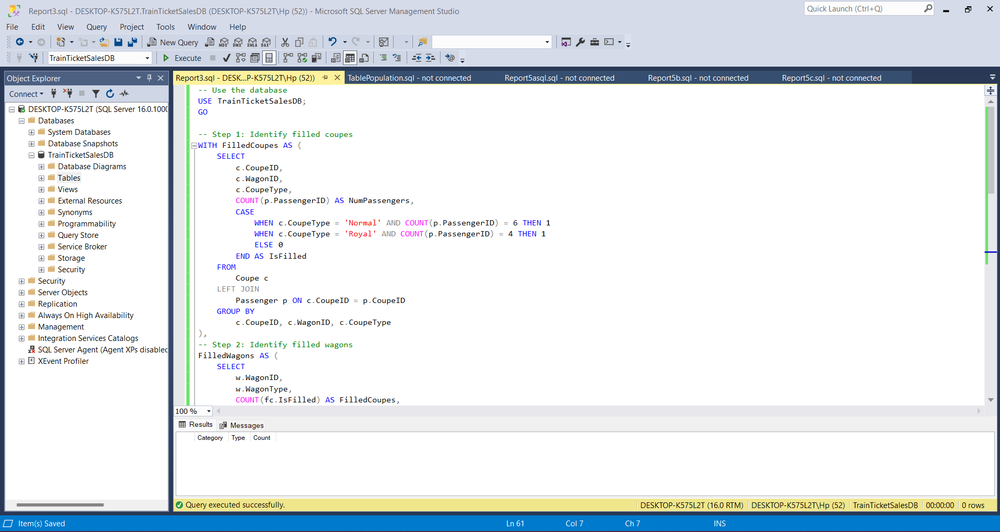 Report3.sql - DESKTOP-K575L2T.TrainTicketSalesDB (DESKTOP-K575L2T\Hp (52)) - Microsoft SQL Server Management Studio
Quick Launch (Ctrl+Q)
File Edit View Query Project Tools Window Help
New Query MDX DMX XMLA DAX
TrainTicketSalesDB Execute
Object Explorer
Connect
DESKTOP-K575L2T (SQL Server 16.0.1000
Databases
System Databases
Database Snapshots
TrainTicketSalesDB
Database Diagrams
Tables
Views
External Resources
Synonyms
Programmability
Query Store
Service Broker
Storage
Security
Security
Server Objects
Replication
Always On High Availability
Management
Integration Services Catalogs
SQL Server Agent (Agent XPs disabled
XEvent Profiler
Report3.sql - DESK...P-K575L2T\Hp (52)) TablePopulation.sql - not connected Report5asql.sql - not connected Report5b.sql - not connected Report5c.sql - not connected
-- Use the database
USE TrainTicketSalesDB;
GO
-- Step 1: Identify filled coupes
WITH FilledCoupes AS (
SELECT
c.CoupeID,
c.WagonID,
c.CoupeType,
COUNT(p.PassengerID) AS NumPassengers,
CASE
WHEN c.CoupeType = 'Normal' AND COUNT(p.PassengerID) = 6 THEN 1
WHEN c.CoupeType = 'Royal' AND COUNT(p.PassengerID) = 4 THEN 1
ELSE 0
END AS IsFilled
FROM
Coupe c
LEFT JOIN
Passenger p ON c.CoupeID = p.CoupeID
GROUP BY
c.CoupeID, c.WagonID, c.CoupeType
),
-- Step 2: Identify filled wagons
FilledWagons AS (
SELECT
w.WagonID,
w.WagonType,
COUNT(fc.IsFilled) AS FilledCoupes,
100 %
Results Messages
Category Type Count
Query executed successfully. DESKTOP-K575L2T (16.0 RTM) DESKTOP-K575L2T\Hp (52) TrainTicketSalesDB 00:00:00 0 rows
Item(s) Saved Ln 61 Col 7 Ch 7 INS